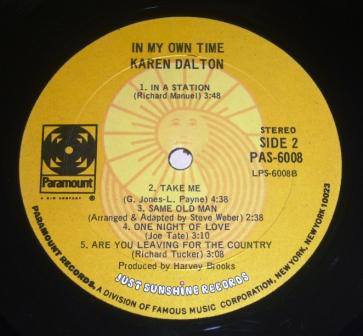 IN MY OWN TIME
KAREN DALTON
1. IN A STATION
(Richard Manuel) 3:48
STEREO
SIDE 2
PAS-6008
LPS-6008B
Paramount
A G+W COMPANY
2. TAKE ME
(G. Jones-L. Payne) 4:38
3. SAME OLD MAN
(Arranged & Adapted by Steve Weber) 2:38
4. ONE NIGHT OF LOVE
(Joe Tate) 3:10
5. ARE YOU LEAVING FOR THE COUNTRY
(Richard Tucker) 3:08
Produced by Harvey Brooks
JUST SUNSHINE RECORDS
PARAMOUNT RECORDS, A DIVISION OF FAMOUS MUSIC CORPORATION, NEW YORK, NEW YORK 10023